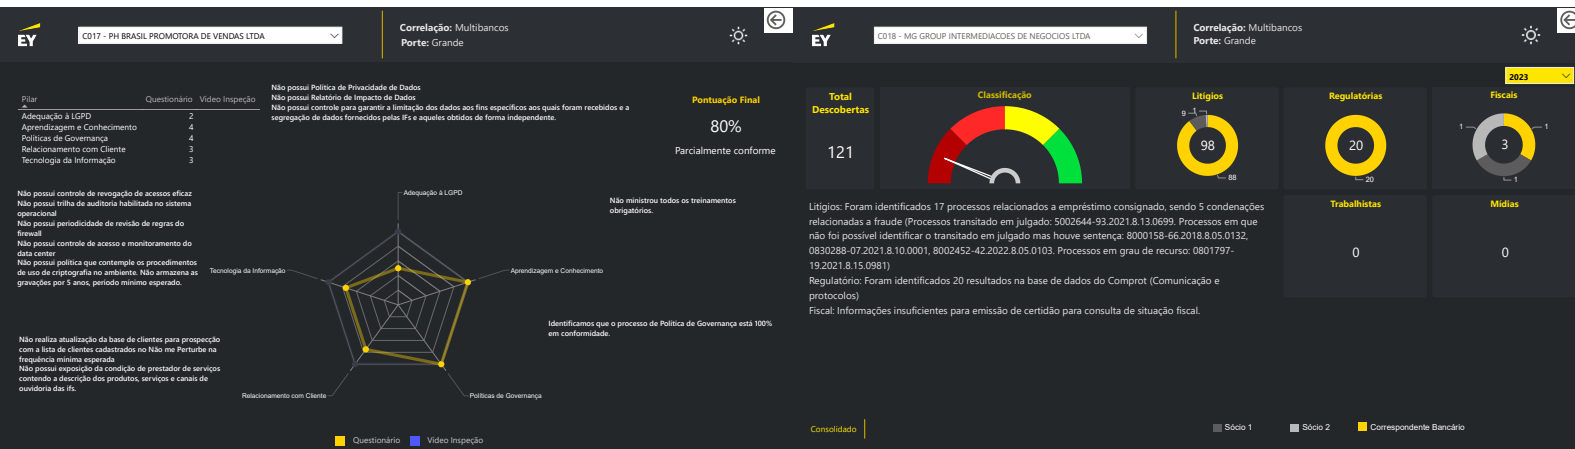 EY
C017 - PH BRASIL PROMOTORA DE VENDAS LTDA
Correlação: Multibancos
Porte: Grande
Pilar Questionário Vídeo Inspeção
Adequação à LGPD 2
Aprendizagem e Conhecimento 4
Políticas de Governança 4
Relacionamento com Cliente 3
Tecnologia da Informação 3
Não possui Política de Privacidade de Dados
Não possui Relatório de Impacto de Dados
Não possui controle para garantir a limitação dos dados aos fins específicos aos quais foram recebidos e a
segregação de dados fornecidos pelas IFs e aqueles obtidos de forma independente.
Pontuação Final
80%
Parcialmente conforme
Não possui controle de revogação de acessos eficaz
Não possui trilha de auditoria habilitada no sistema
operacional
Não possui periodicidade de revisão de regras do
firewall
Não possui controle de acesso e monitoramento do
data center
Não possui política que contemple os procedimentos
de uso de criptografia no ambiente. Não armazena as
gravações por 5 anos, período mínimo esperado.
Adequação à LGPD
Não ministrou todos os treinamentos
obrigatórios.
Tecnologia da Informação
Aprendizagem e Conhecimento
Identificamos que o processo de Política de Governança está 100%
em conformidade.
Não realiza atualização da base de clientes para prospecção
com a lista de clientes cadastrados no Não me Perturbe na
frequência mínima esperada
Não possui exposição da condição de prestador de serviços
contendo a descrição dos produtos, serviços e canais de
ouvidoria das ifs.
Relacionamento com Cliente
Políticas de Governança
Questionário Vídeo Inspeção
EY
C018 - MG GROUP INTERMEDIACOES DE NEGOCIOS LTDA
Correlação: Multibancos
Porte: Grande
2023
Total
Descobertas
121
Classificação
Litígios
9
1
98
88
Regulatórias
20
20
Fiscais
1
1
3
1
Litígios: Foram identificados 17 processos relacionados a empréstimo consignado, sendo 5 condenações
relacionadas a fraude (Processos transitado em julgado: 5002644-93.2021.8.13.0699. Processos em que
não foi possível identificar o transitado em julgado mas houve sentença: 8000158-66.2018.8.05.0132,
0830288-07.2021.8.10.0001, 8002452-42.2022.8.05.0103. Processos em grau de recurso: 0801797-
19.2021.8.15.0981)
Regulatório: Foram identificados 20 resultados na base de dados do Comprot (Comunicação e
protocolos)
Fiscal: Informações insuficientes para emissão de certidão para consulta de situação fiscal.
Trabalhistas
0
Mídias
0
Consolidado
Sócio 1 Sócio 2 Correspondente Bancário